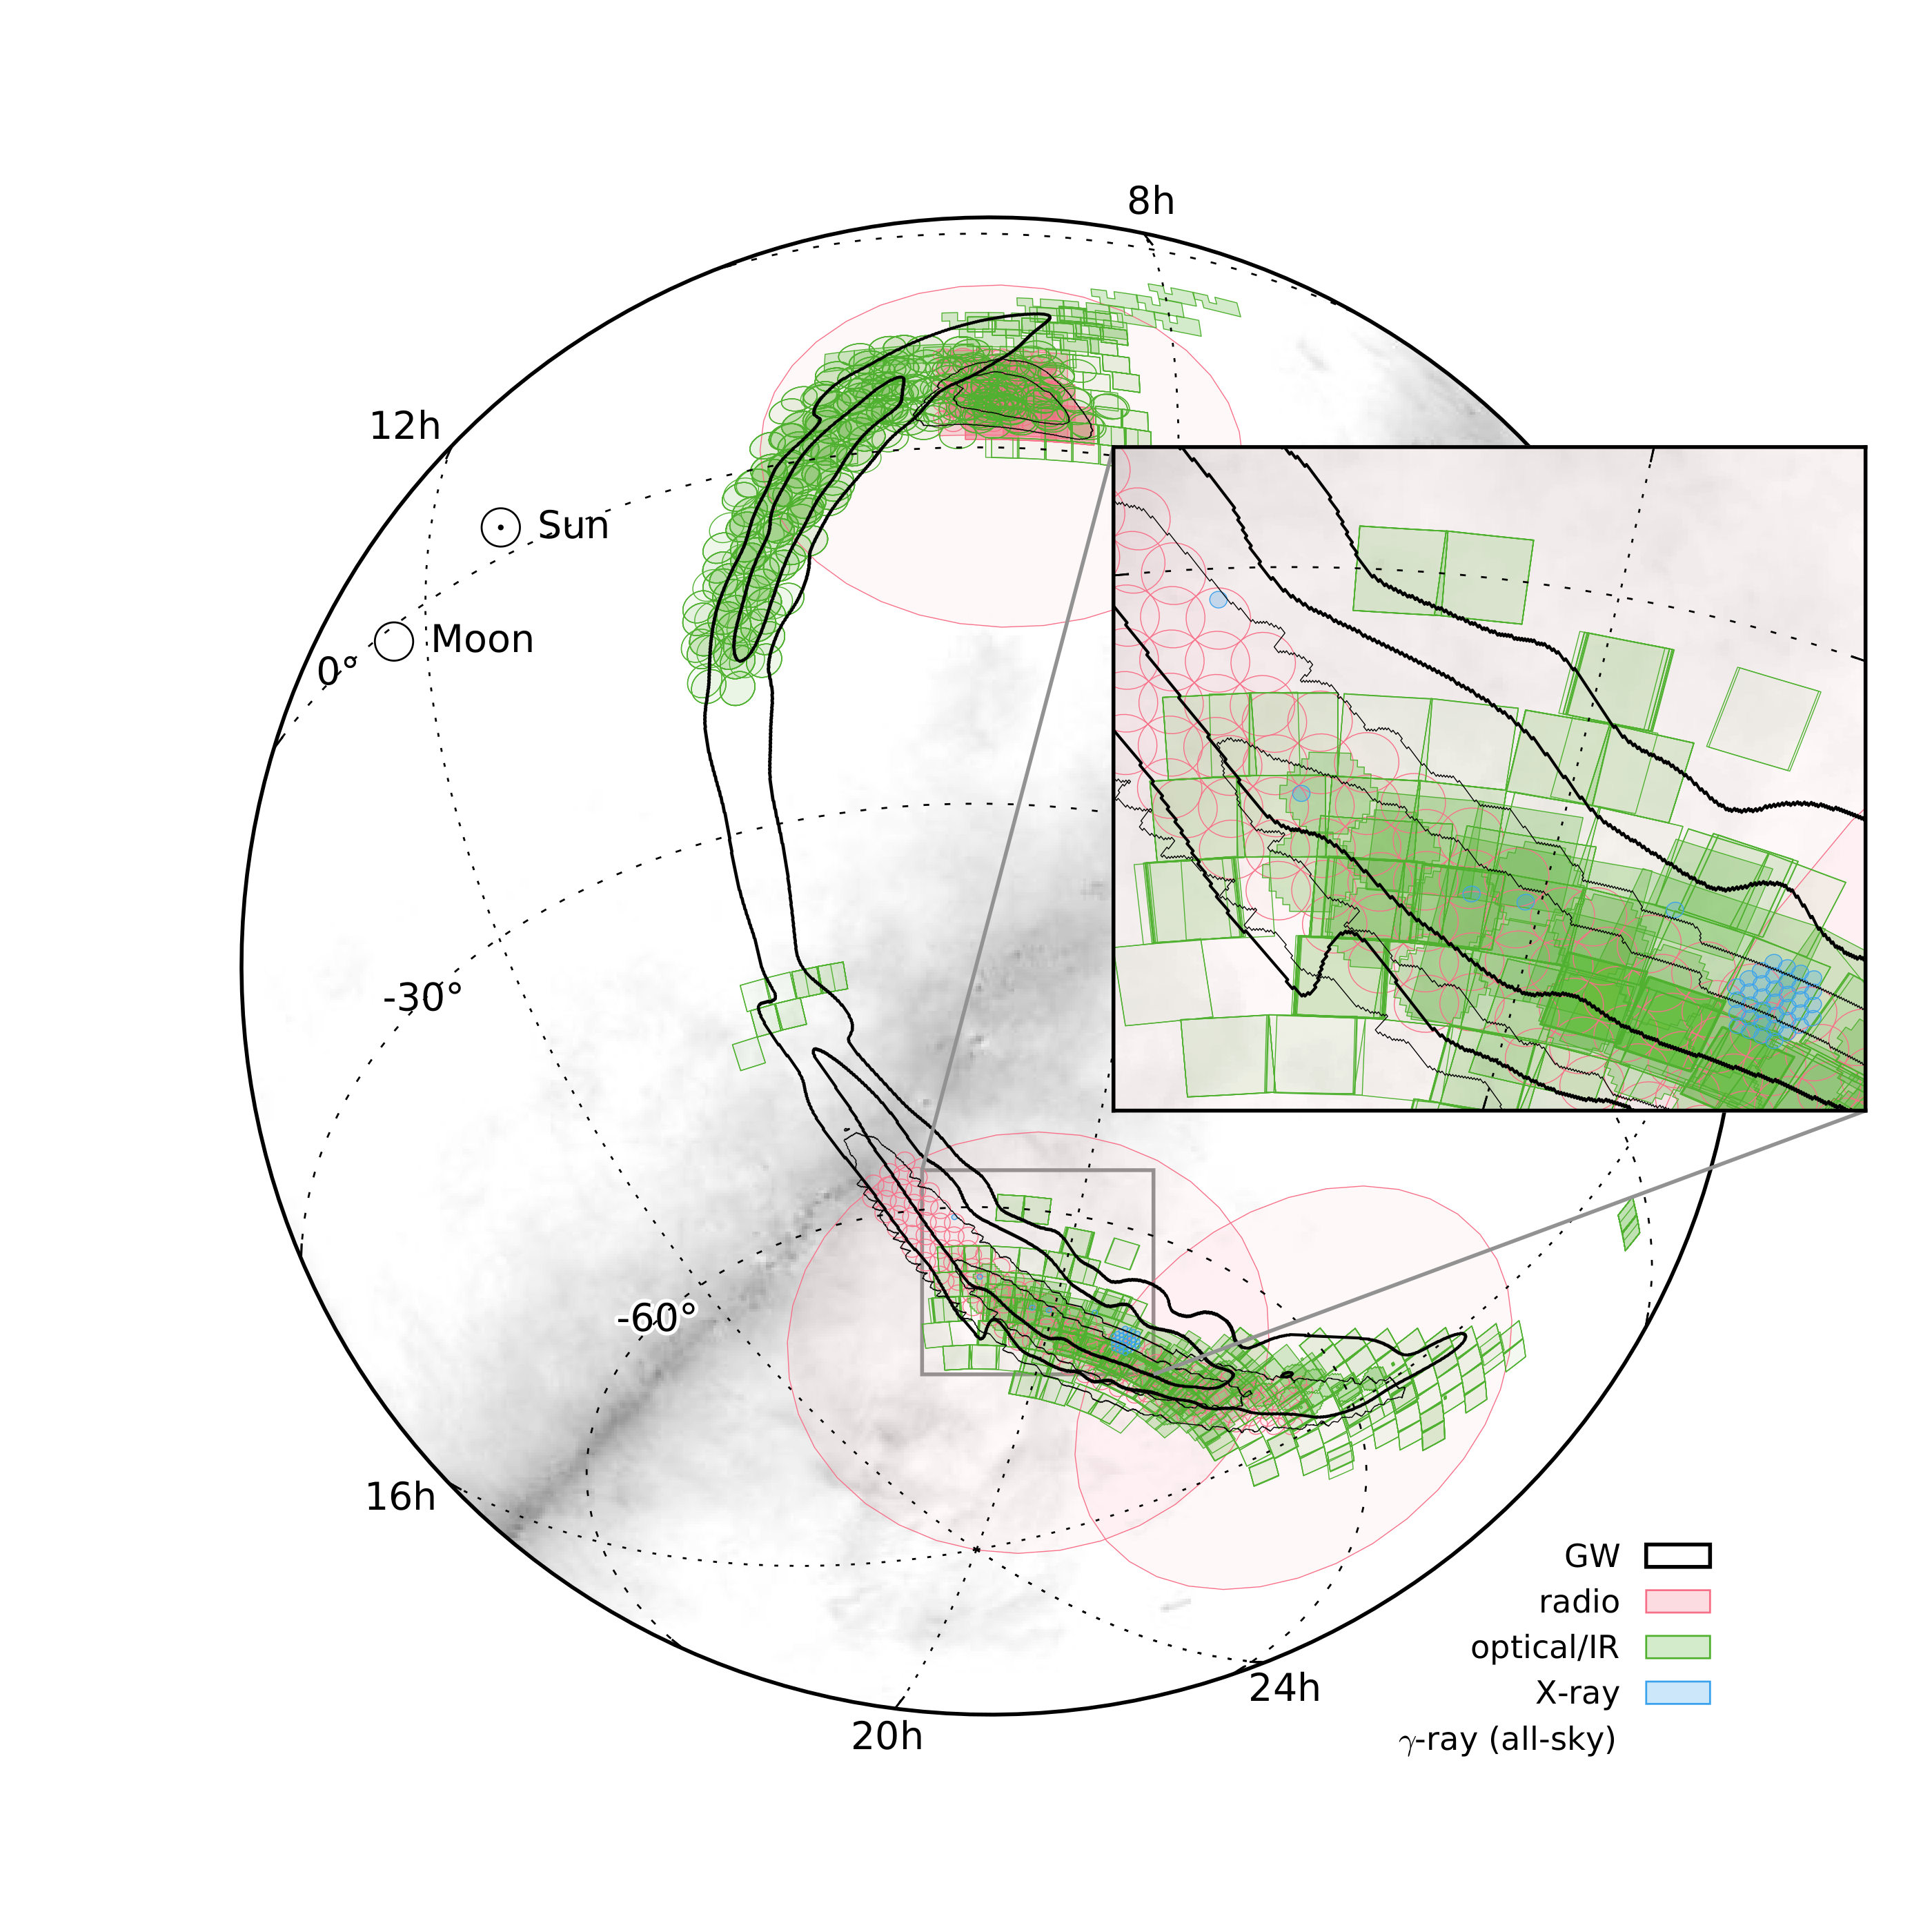 8h
12h
Sun
Moon
0°
-30°
-60°
16h
20h
24h
GW
radio
optical/IR
X-ray
γ-ray (all-sky)